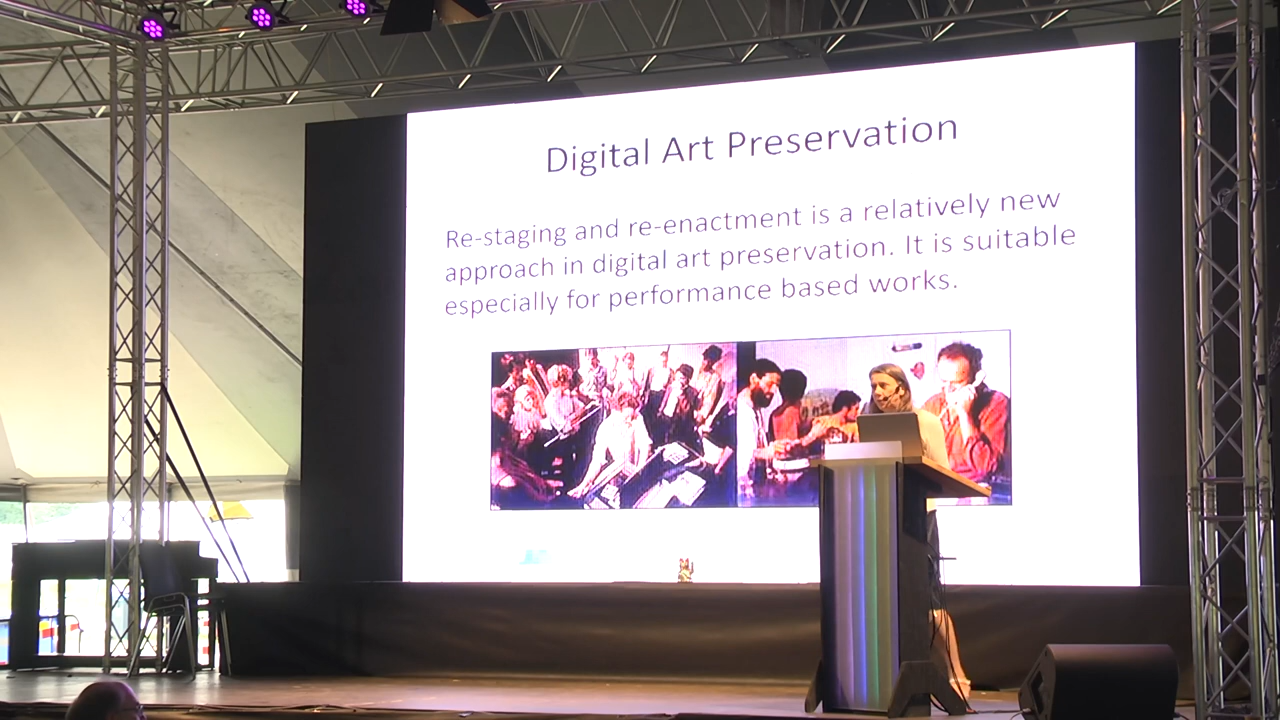 Digital Art Preservation
Re-staging and re-enactment is a relatively new
approach in digital art preservation. It is suitable
especially for performance based works.